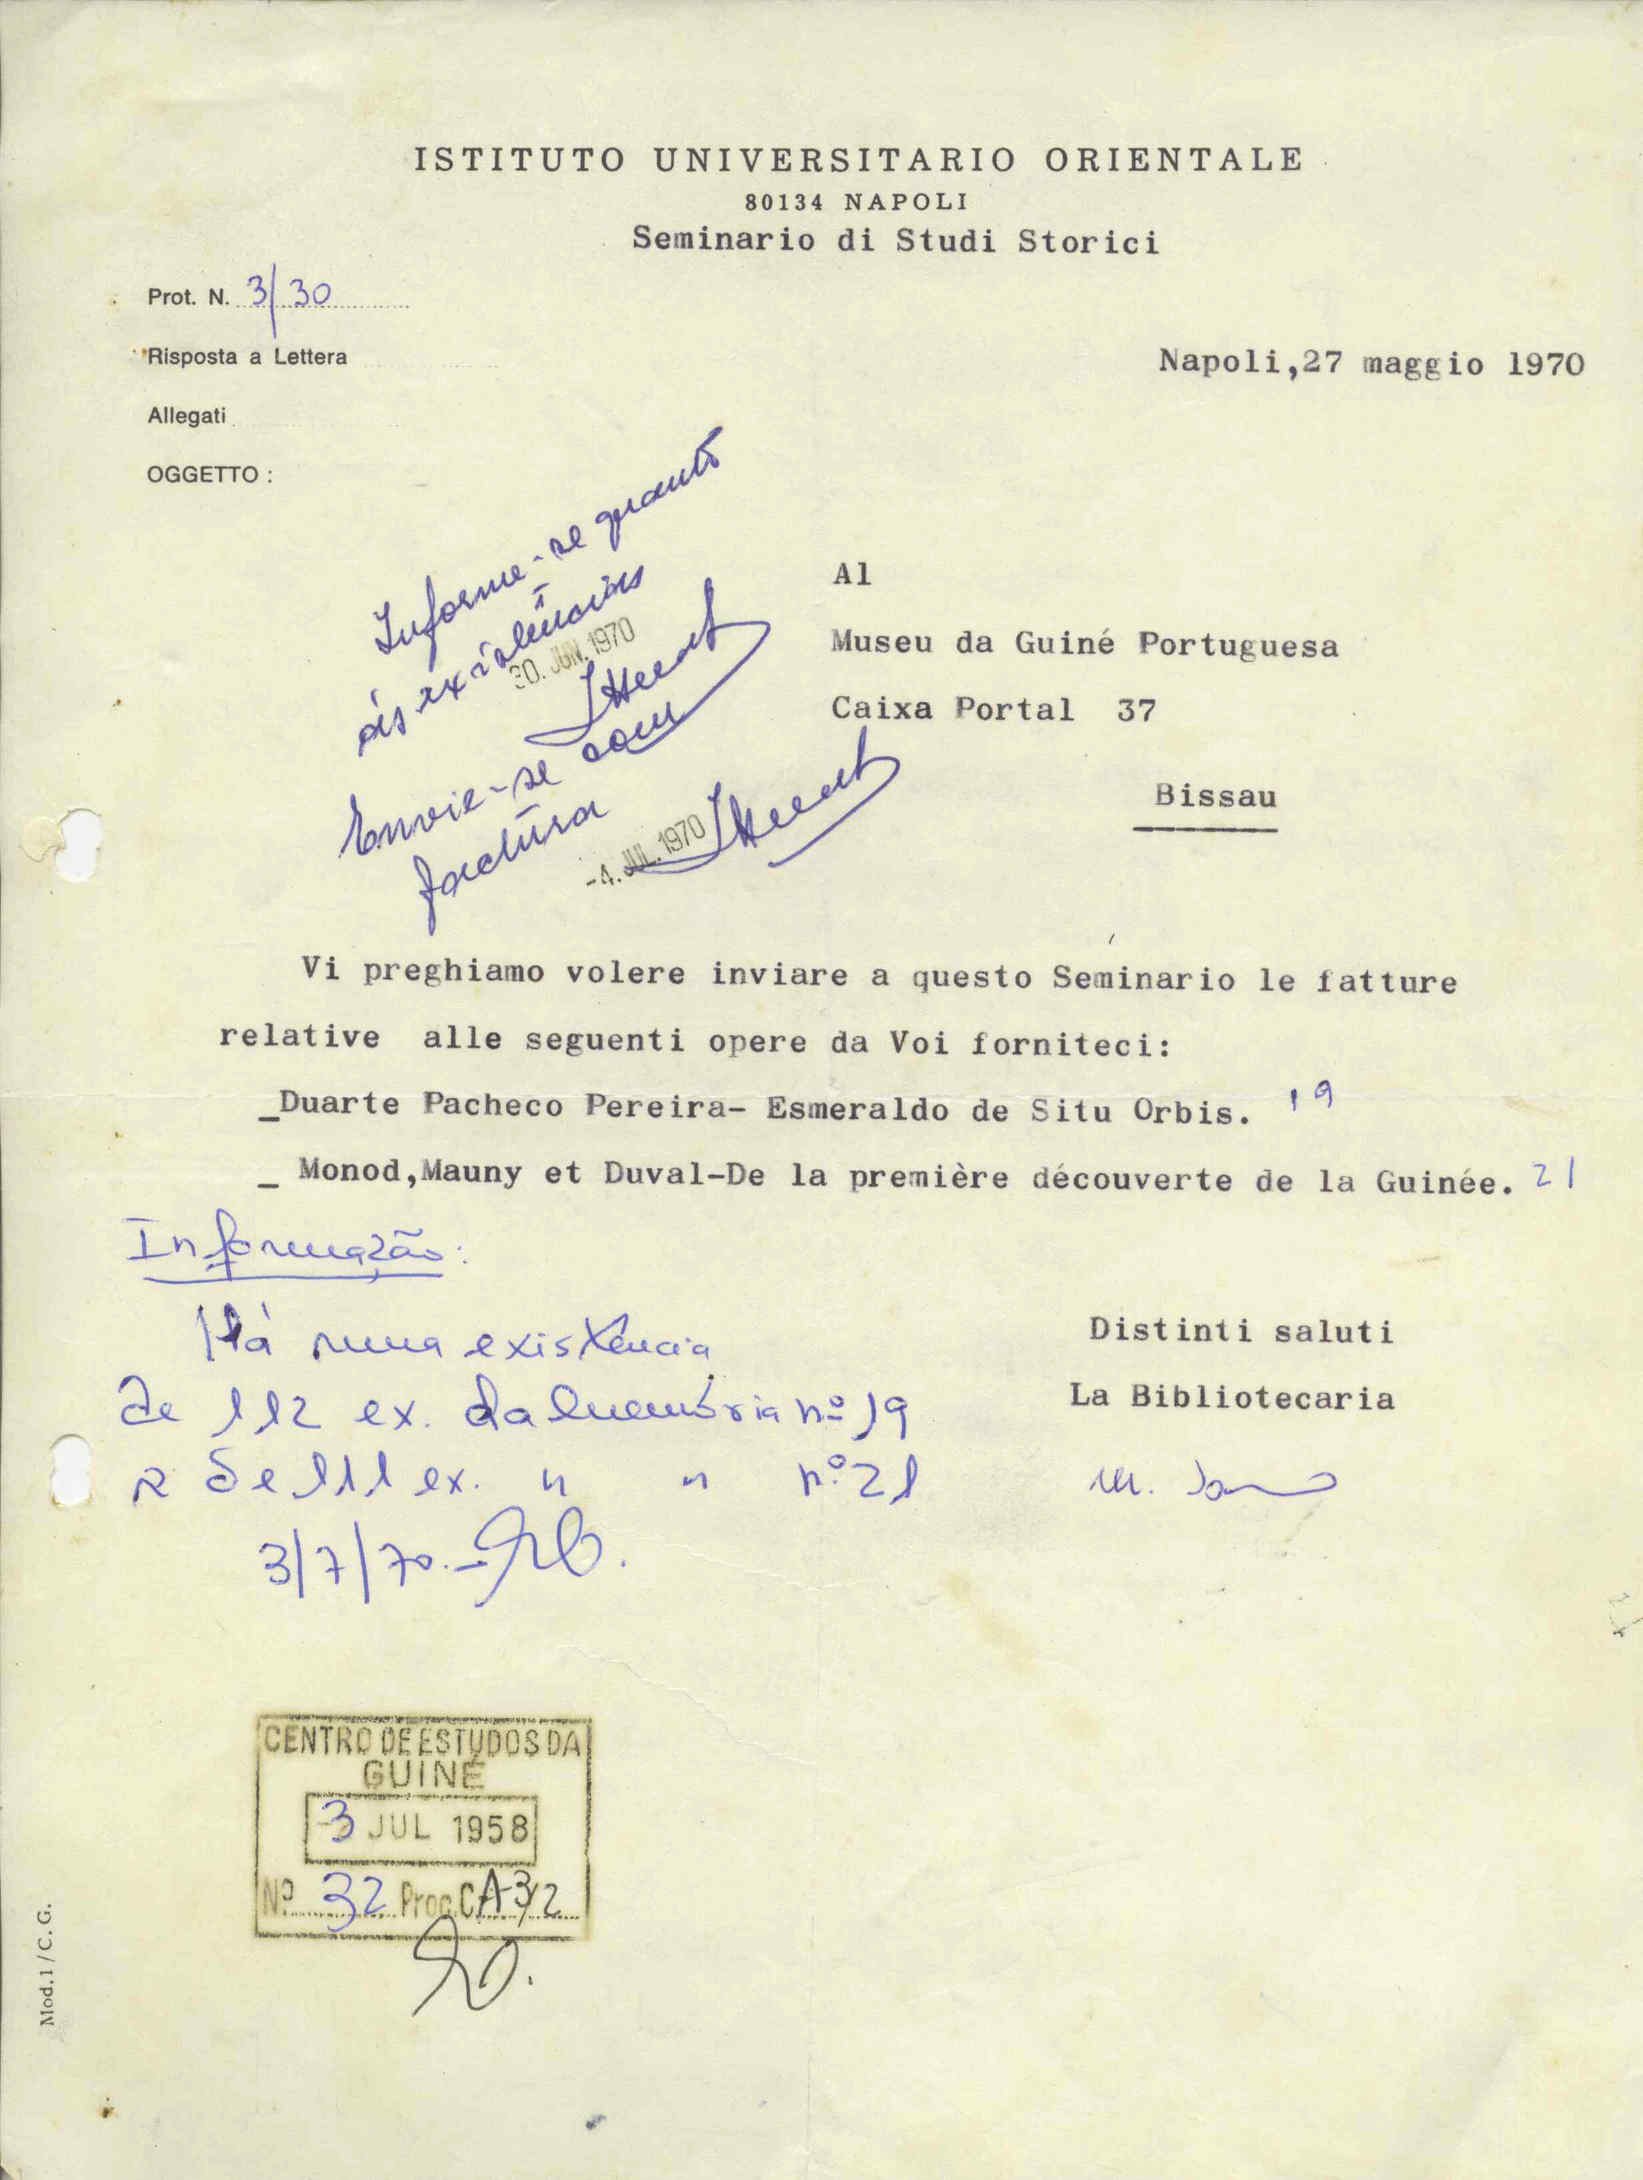 ISTITUTO UNIVERSITARIO ORIENTALE
80134 NAPOLI
Seminario di Studi Storici
Prot. N. 3/30
Risposta a Lettera
Napoli,27 maggio 1970
Allegati
OGGETTO :
Informe-se quanto
às existências
30. JUN. 1970
Envie-se com
factura
-4. JUL. 1970
Al
Museu da Guiné Portuguesa
Caixa Portal 37
Bissau
Vi preghiamo volere inviare a questo Seminario le fatture
relative alle seguenti opere da Voi forniteci:
_Duarte Pacheco Pereira- Esmeraldo de Situ Orbis. 19
_ Monod,Mauny et Duval-De la première découverte de la Guinée. 21
Informação:
Há numa existência
de 112 ex. da memória nº 19
e de 111 ex. " " nº 21
3/7/70.-
Distinti saluti
La Bibliotecaria
CENTRO DE ESTUDOS DA
GUINÉ
-3 JUL 1958
Nº 32 Proc. CA3/2
Mod. 1 / C. G.